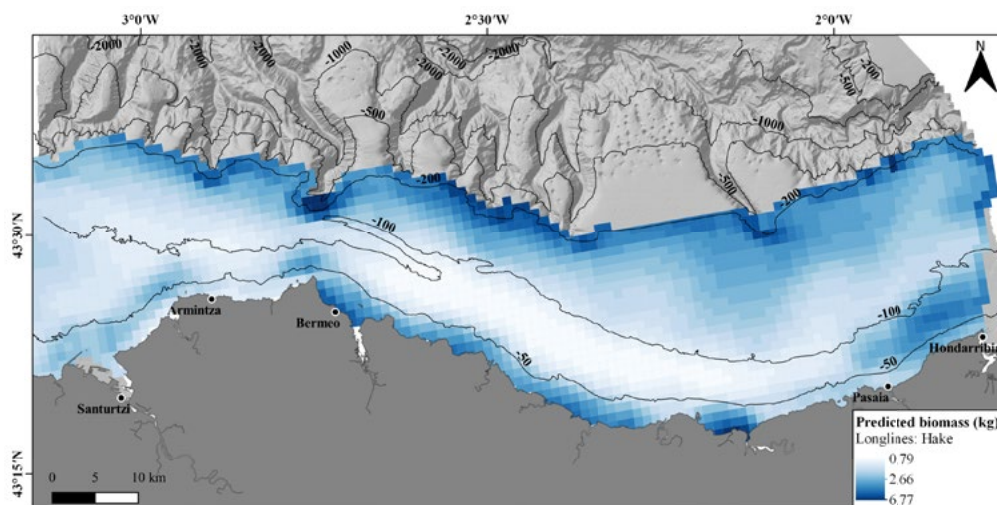 3°0'W 2°30'W 2°0'W
-2000 -2000 -1000 -2000 -2000 -200 -500
N
-500 -1000
-200 -500 -200
43°30'N
-100
-100
Armintza Bermeo
-50 -50 Hondarribia
Santurtzi Pasaia
Predicted biomass (kg)
Longlines: Hake
0.79
2.66
6.77
43°15'N
0 5 10 km